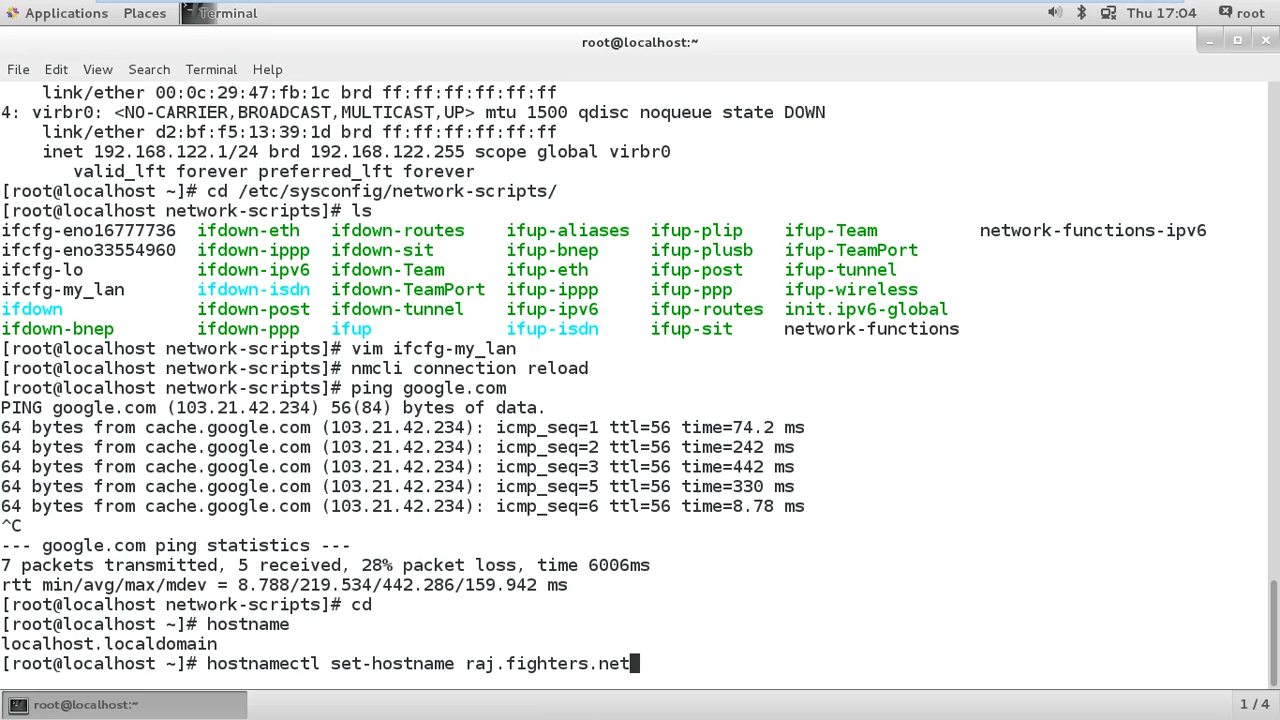 Applications Places Terminal Thu 17:04 root
root@localhost:~
File Edit View Search Terminal Help
link/ether 00:0c:29:47:fb:1c brd ff:ff:ff:ff:ff:ff
4: virbr0: <NO-CARRIER,BROADCAST,MULTICAST,UP> mtu 1500 qdisc noqueue state DOWN
link/ether d2:bf:f5:13:39:1d brd ff:ff:ff:ff:ff:ff
inet 192.168.122.1/24 brd 192.168.122.255 scope global virbr0
valid_lft forever preferred_lft forever
[root@localhost ~]# cd /etc/sysconfig/network-scripts/
[root@localhost network-scripts]# ls
ifcfg-eno16777736 ifdown-eth ifdown-routes ifup-aliases ifup-plip ifup-Team network-functions-ipv6
ifcfg-eno33554960 ifdown-ippp ifdown-sit ifup-bnep ifup-plusb ifup-TeamPort
ifcfg-lo ifdown-ipv6 ifdown-Team ifup-eth ifup-post ifup-tunnel
ifcfg-my_lan ifdown-isdn ifdown-TeamPort ifup-ippp ifup-ppp ifup-wireless
ifdown ifdown-post ifdown-tunnel ifup-ipv6 ifup-routes init.ipv6-global
ifdown-bnep ifdown-ppp ifup ifup-isdn ifup-sit network-functions
[root@localhost network-scripts]# vim ifcfg-my_lan
[root@localhost network-scripts]# nmcli connection reload
[root@localhost network-scripts]# ping google.com
PING google.com (103.21.42.234) 56(84) bytes of data.
64 bytes from cache.google.com (103.21.42.234): icmp_seq=1 ttl=56 time=74.2 ms
64 bytes from cache.google.com (103.21.42.234): icmp_seq=2 ttl=56 time=242 ms
64 bytes from cache.google.com (103.21.42.234): icmp_seq=3 ttl=56 time=442 ms
64 bytes from cache.google.com (103.21.42.234): icmp_seq=5 ttl=56 time=330 ms
64 bytes from cache.google.com (103.21.42.234): icmp_seq=6 ttl=56 time=8.78 ms
^C
--- google.com ping statistics ---
7 packets transmitted, 5 received, 28% packet loss, time 6006ms
rtt min/avg/max/mdev = 8.788/219.534/442.286/159.942 ms
[root@localhost network-scripts]# cd
[root@localhost ~]# hostname
localhost.localdomain
[root@localhost ~]# hostnamectl set-hostname raj.fighters.net
root@localhost:~ 1 / 4